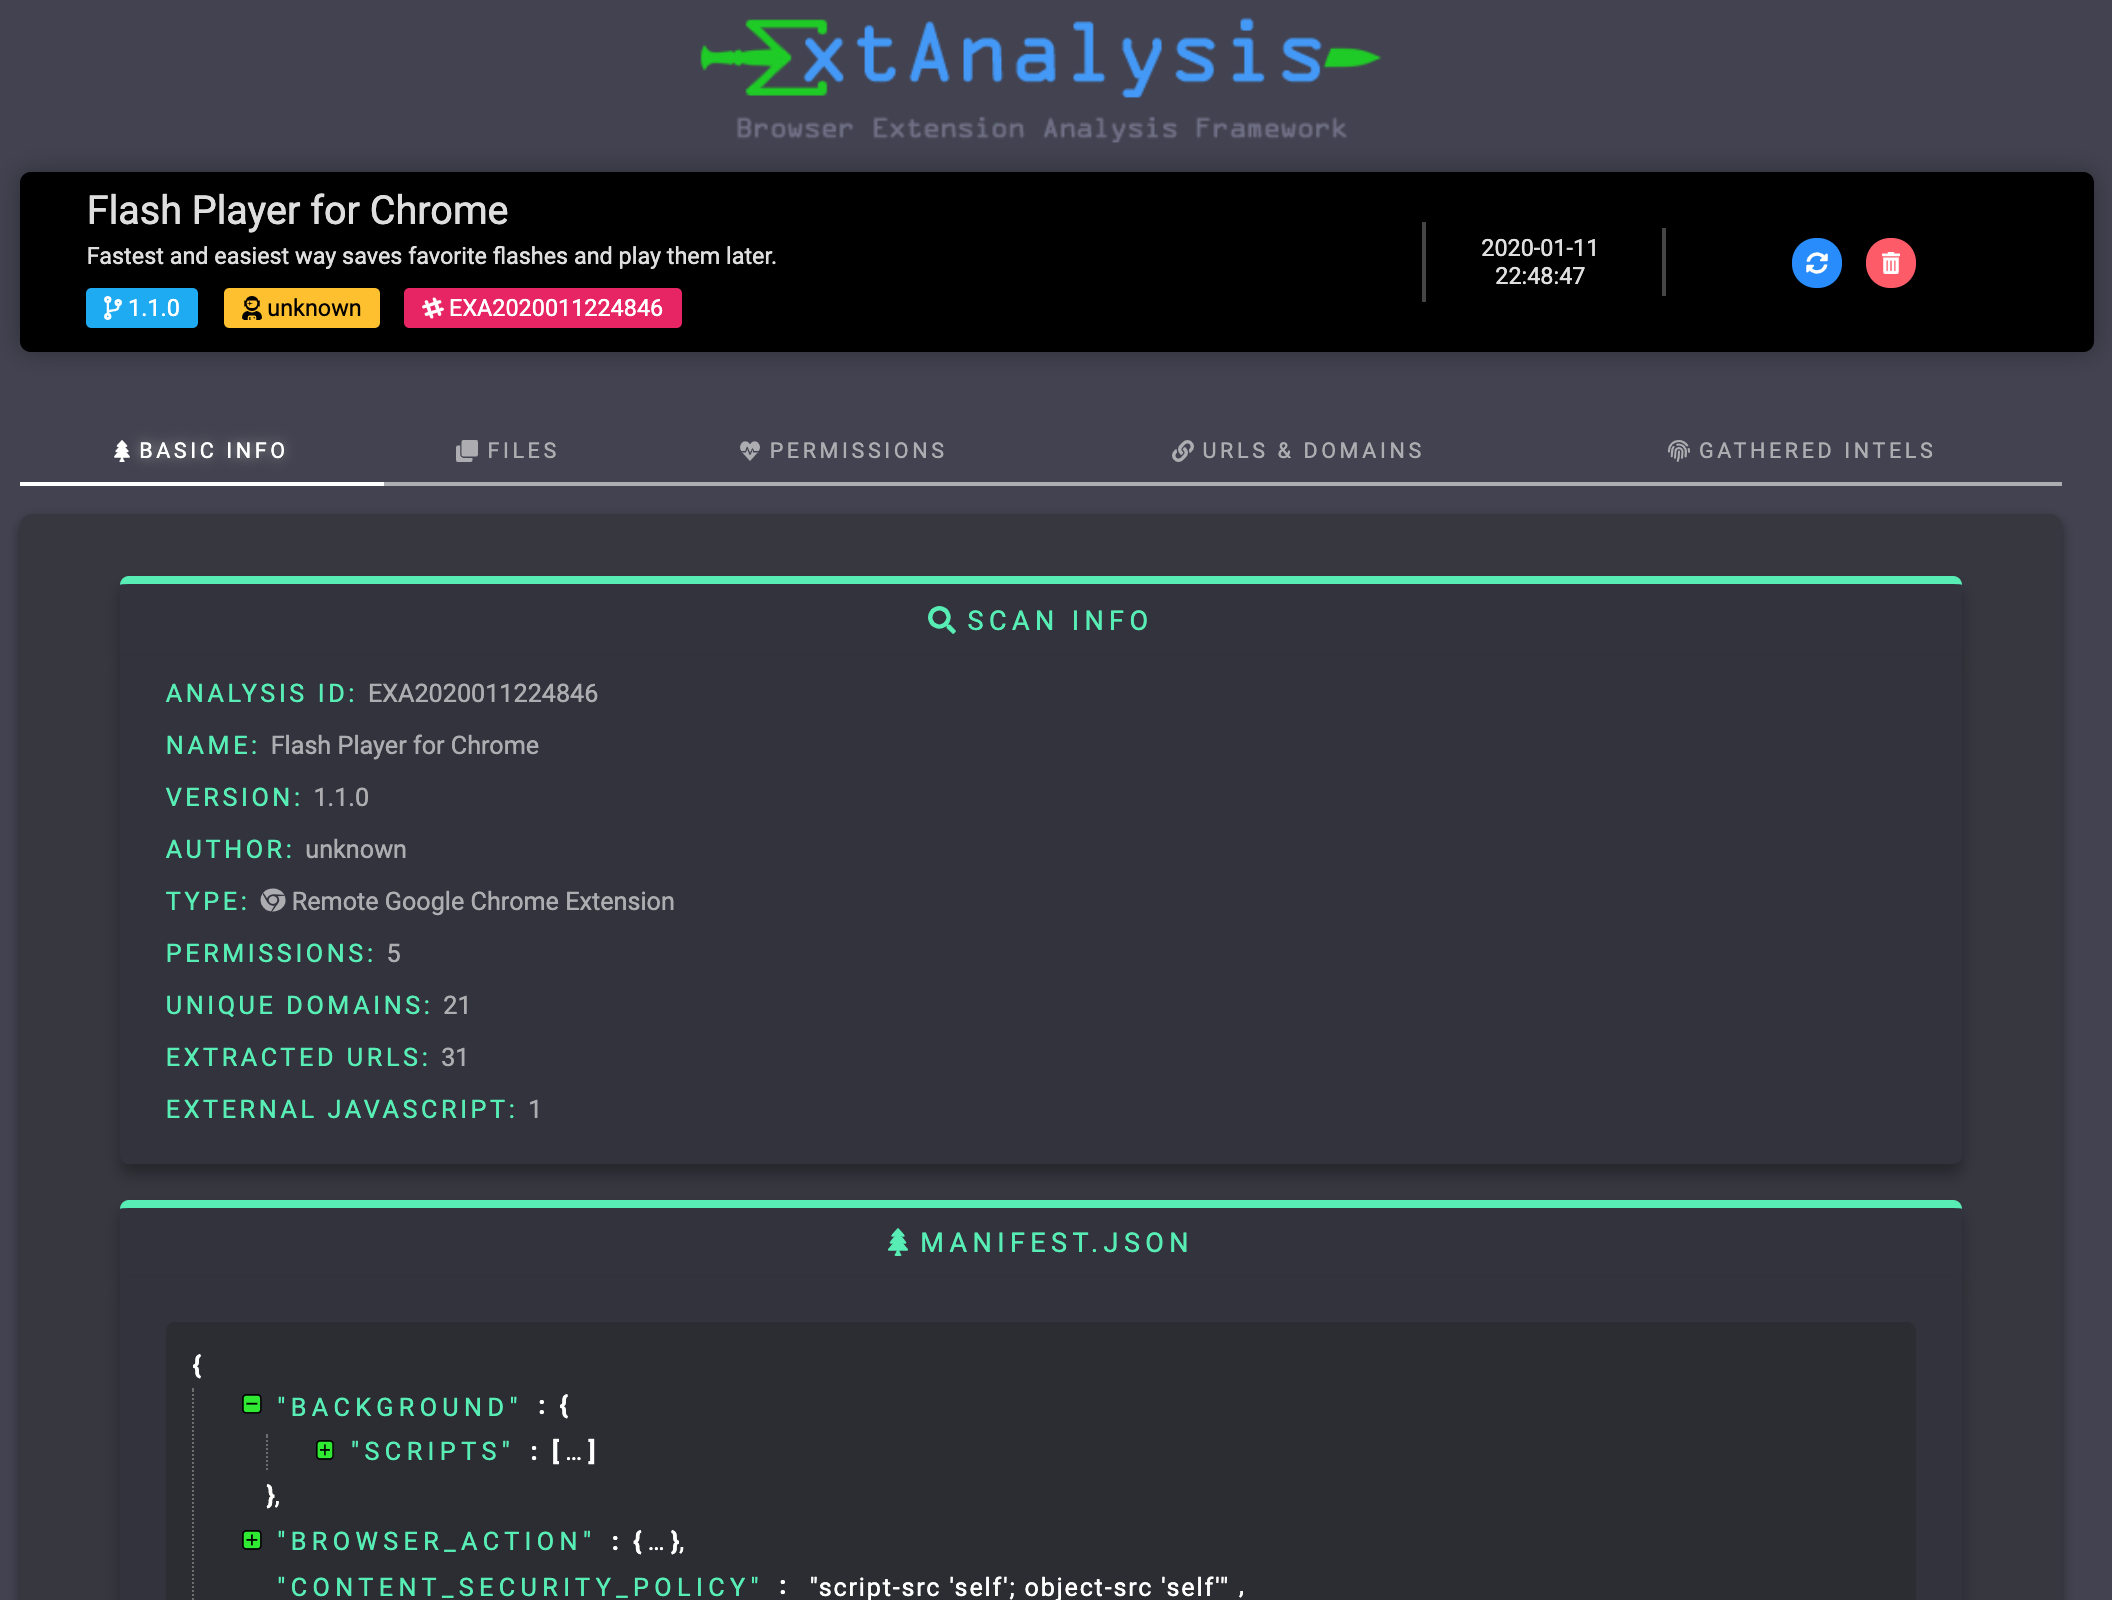 ExtAnalysis
Browser Extension Analysis Framework
Flash Player for Chrome
Fastest and easiest way saves favorite flashes and play them later.
1.1.0 unknown EXA2020011224846
2020-01-11
22:48:47
BASIC INFO FILES PERMISSIONS URLS & DOMAINS GATHERED INTELS
SCAN INFO
ANALYSIS ID: EXA2020011224846
NAME: Flash Player for Chrome
VERSION: 1.1.0
AUTHOR: unknown
TYPE: Remote Google Chrome Extension
PERMISSIONS: 5
UNIQUE DOMAINS: 21
EXTRACTED URLS: 31
EXTERNAL JAVASCRIPT: 1
MANIFEST.JSON
{
"BACKGROUND" : {
"SCRIPTS" : [...]
},
"BROWSER_ACTION" : {...},
"CONTENT_SECURITY_POLICY" : "script-src 'self'; object-src 'self'" ,